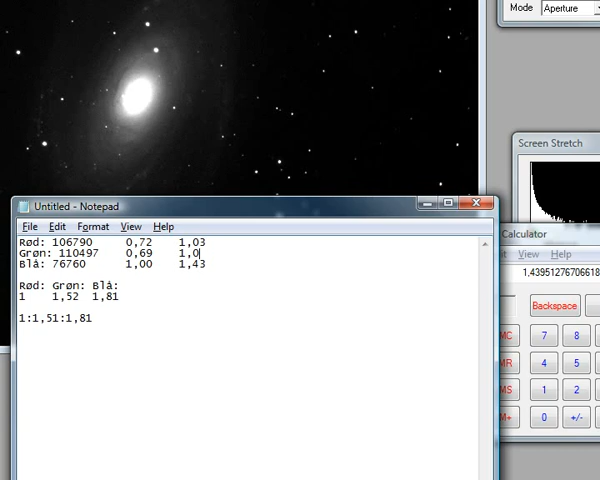 Mode Aperture
Screen Stretch
Untitled - Notepad
File Edit Format View Help
Rød: 106790 0,72 1,03
Grøn: 110497 0,69 1,0
Blå: 76760 1,00 1,43
Rød: Grøn: Blå:
1 1,52 1,81
1:1,51:1,81
Calculator
View Help
1,43951276706618
Backspace
MC 7 8
MR 4 5
MS 1 2
M+ 0 +/-